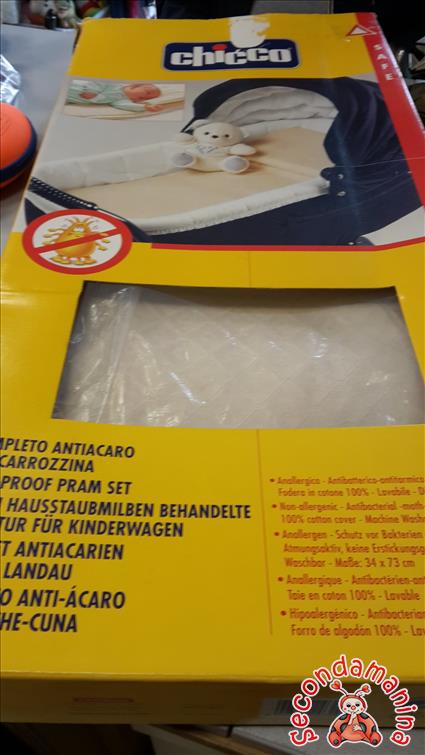 chicco
SAFE
MPLETO ANTIACARO
CARROZZINA
-PROOF PRAM SET
HAUSSTAUBMILBEN BEHANDELTE
TUR FÜR KINDERWAGEN
T ANTIACARIEN
LANDAU
O ANTI-ÁCARO
HE-CUNA
• Anallergico - Antibatterico-antitarmico
Fodera in cotone 100% - Lavabile - D
• Non-allergenic - Antibacterial -moth-
100% cotton cover - Machine Wash
• Anallergen - Schutz vor Bakterien
Atmungsaktiv, keine Erstickungsg
Waschbar - Maße: 34 x 73 cm
• Anallergique - Antibactérien-ant
Taie en coton 100% - Lavable
• Hipoalergénico - Antibacterian
Forro de algodón 100% - Lav
secondamanina